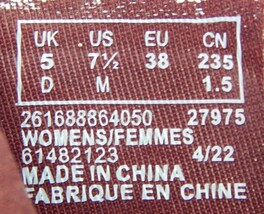 UK US EU CN
5 7½ 38 235
D M 1.5
261688864050 27975
WOMENS/FEMMES
61482123 4/22
MADE IN CHINA
FABRIQUE EN CHINE